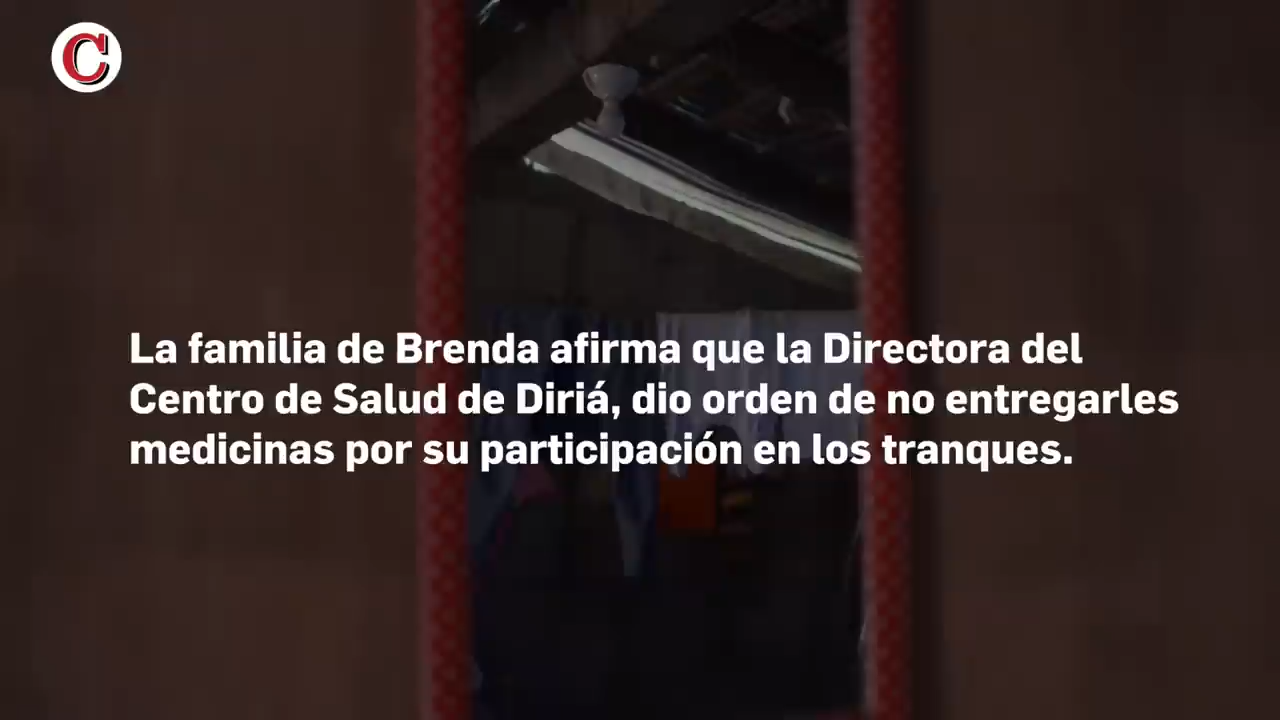 C
La familia de Brenda afirma que la Directora del
Centro de Salud de Diriá, dio orden de no entregarles
medicinas por su participación en los tranques.